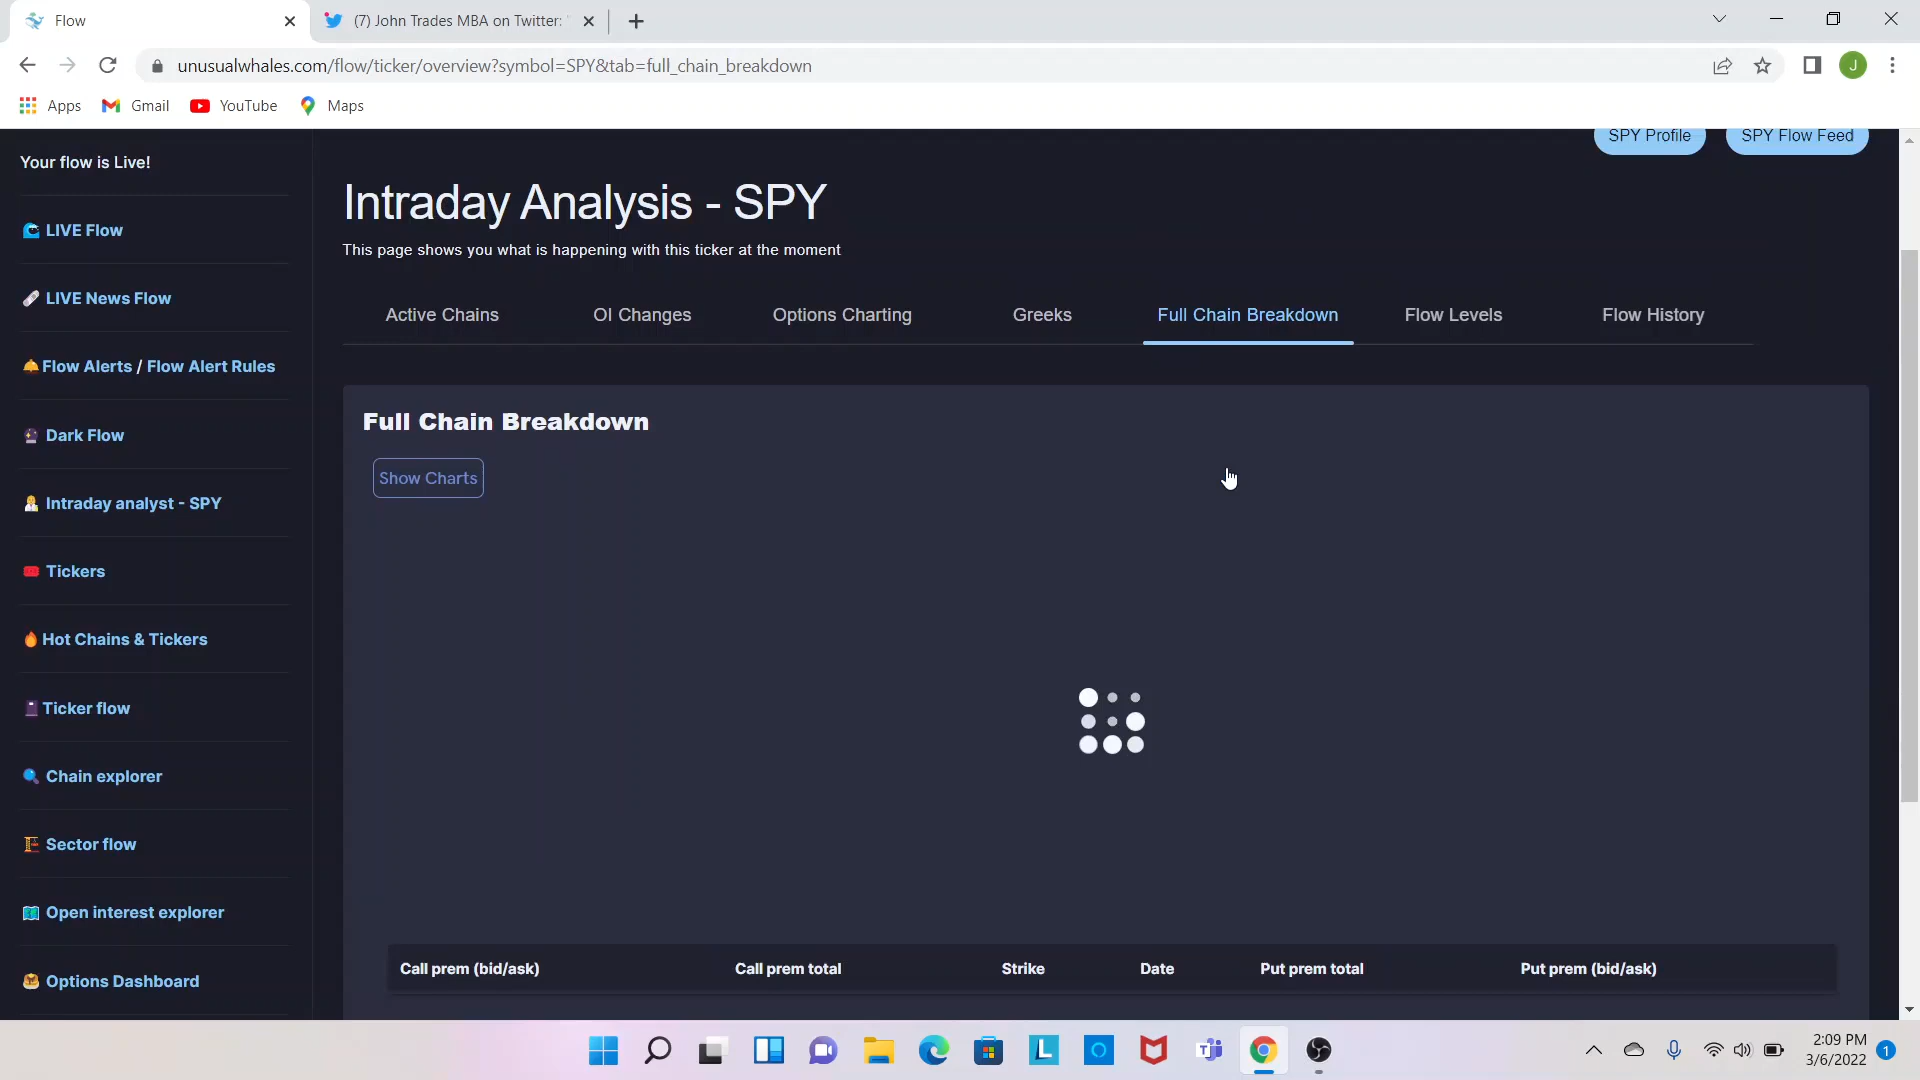 Flow
(7) John Trades MBA on Twitter: "
unusualwhales.com/flow/ticker/overview?symbol=SPY&tab=full_chain_breakdown
J
Apps
Gmail
YouTube
Maps
Your flow is Live!
LIVE Flow
LIVE News Flow
Flow Alerts / Flow Alert Rules
Dark Flow
Intraday analyst - SPY
Tickers
Hot Chains & Tickers
Ticker flow
Chain explorer
Sector flow
Open interest explorer
Options Dashboard
SPY Profile
SPY Flow Feed
Intraday Analysis - SPY
This page shows you what is happening with this ticker at the moment
Active Chains
OI Changes
Options Charting
Greeks
Full Chain Breakdown
Flow Levels
Flow History
Full Chain Breakdown
Show Charts
Call prem (bid/ask)
Call prem total
Strike
Date
Put prem total
Put prem (bid/ask)
L
2:09 PM
3/6/2022
1